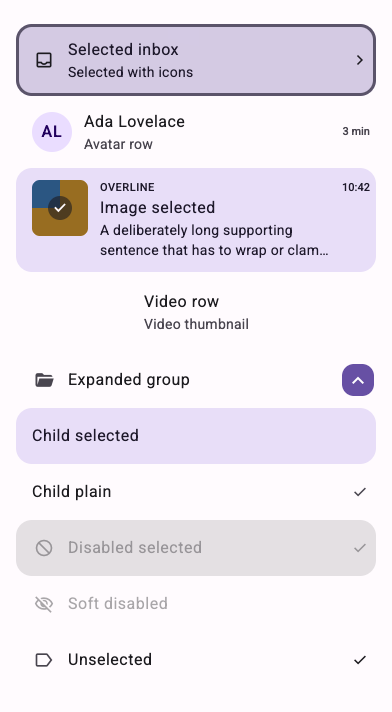 Selected inbox
Selected with icons
AL
Ada Lovelace
3 min
Avatar row
OVERLINE
10:42
Image selected
A deliberately long supporting
sentence that has to wrap or clam…
Video row
Video thumbnail
Expanded group
Child selected
Child plain
Disabled selected
Soft disabled
Unselected